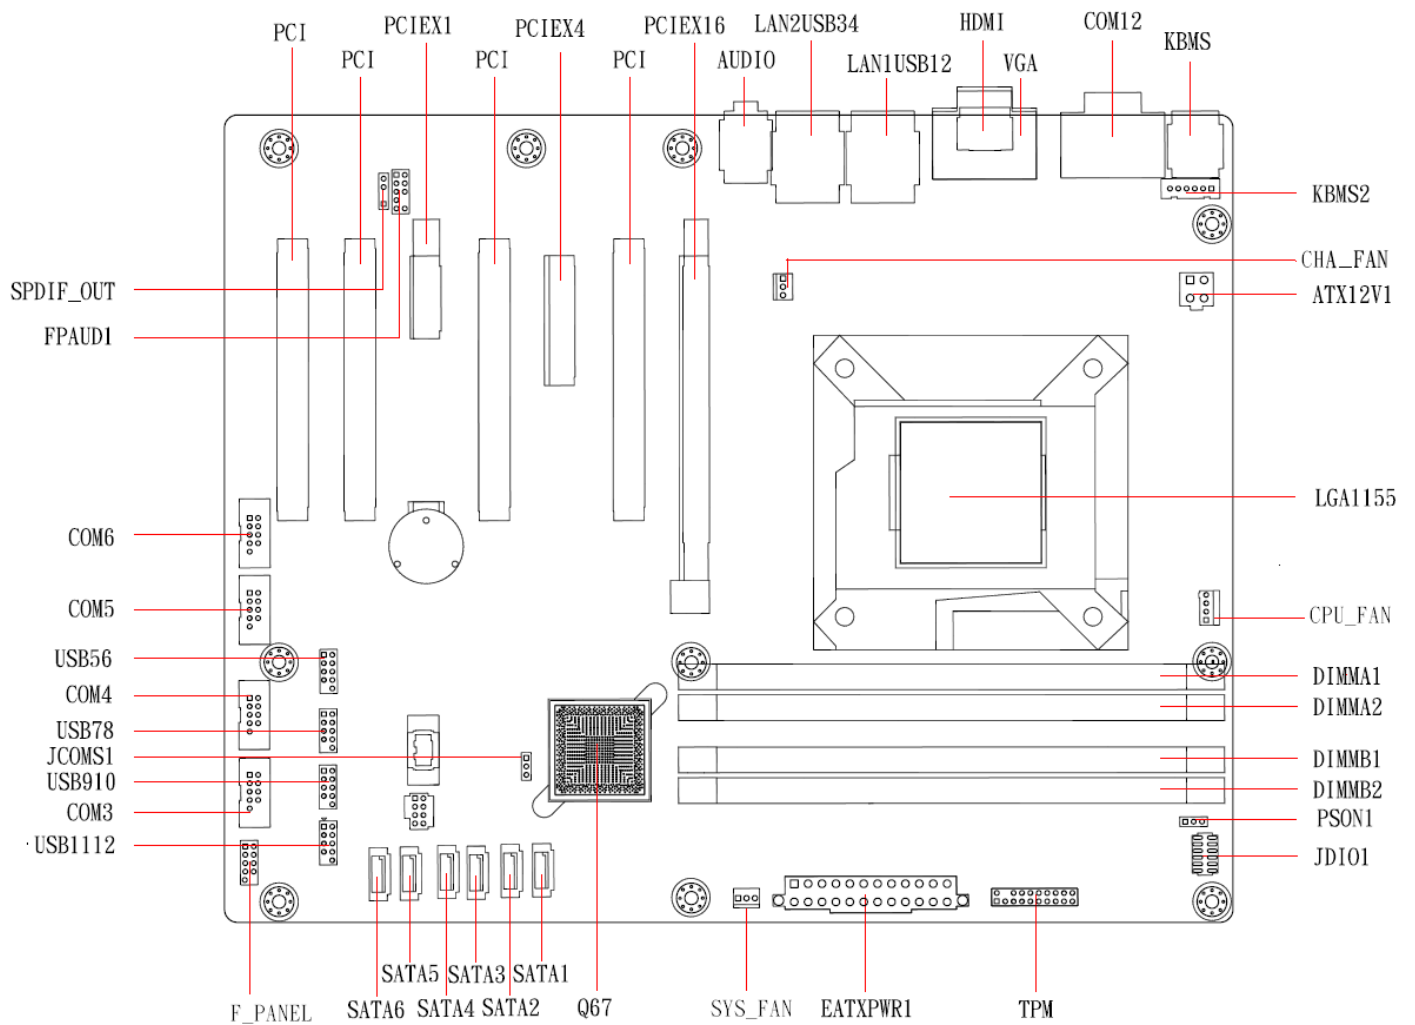 PCI
PCIEX1
PCIEX4
PCIEX16
LAN2USB34
HDMI
COM12
KBMS
PCI
PCI
PCI
AUDIO
LAN1USB12
VGA
KBMS2
CHA_FAN
SPDIF_OUT
ATX12V1
FPAUD1
LGA1155
COM6
COM5
CPU_FAN
USB56
DIMMA1
COM4
DIMMA2
USB78
JCOMS1
DIMMB1
USB910
DIMMB2
COM3
PSON1
USB1112
JDIO1
SATA5
SATA3
SATA1
F_PANEL
SATA6
SATA4
SATA2
Q67
SYS_FAN
EATXPWR1
TPM